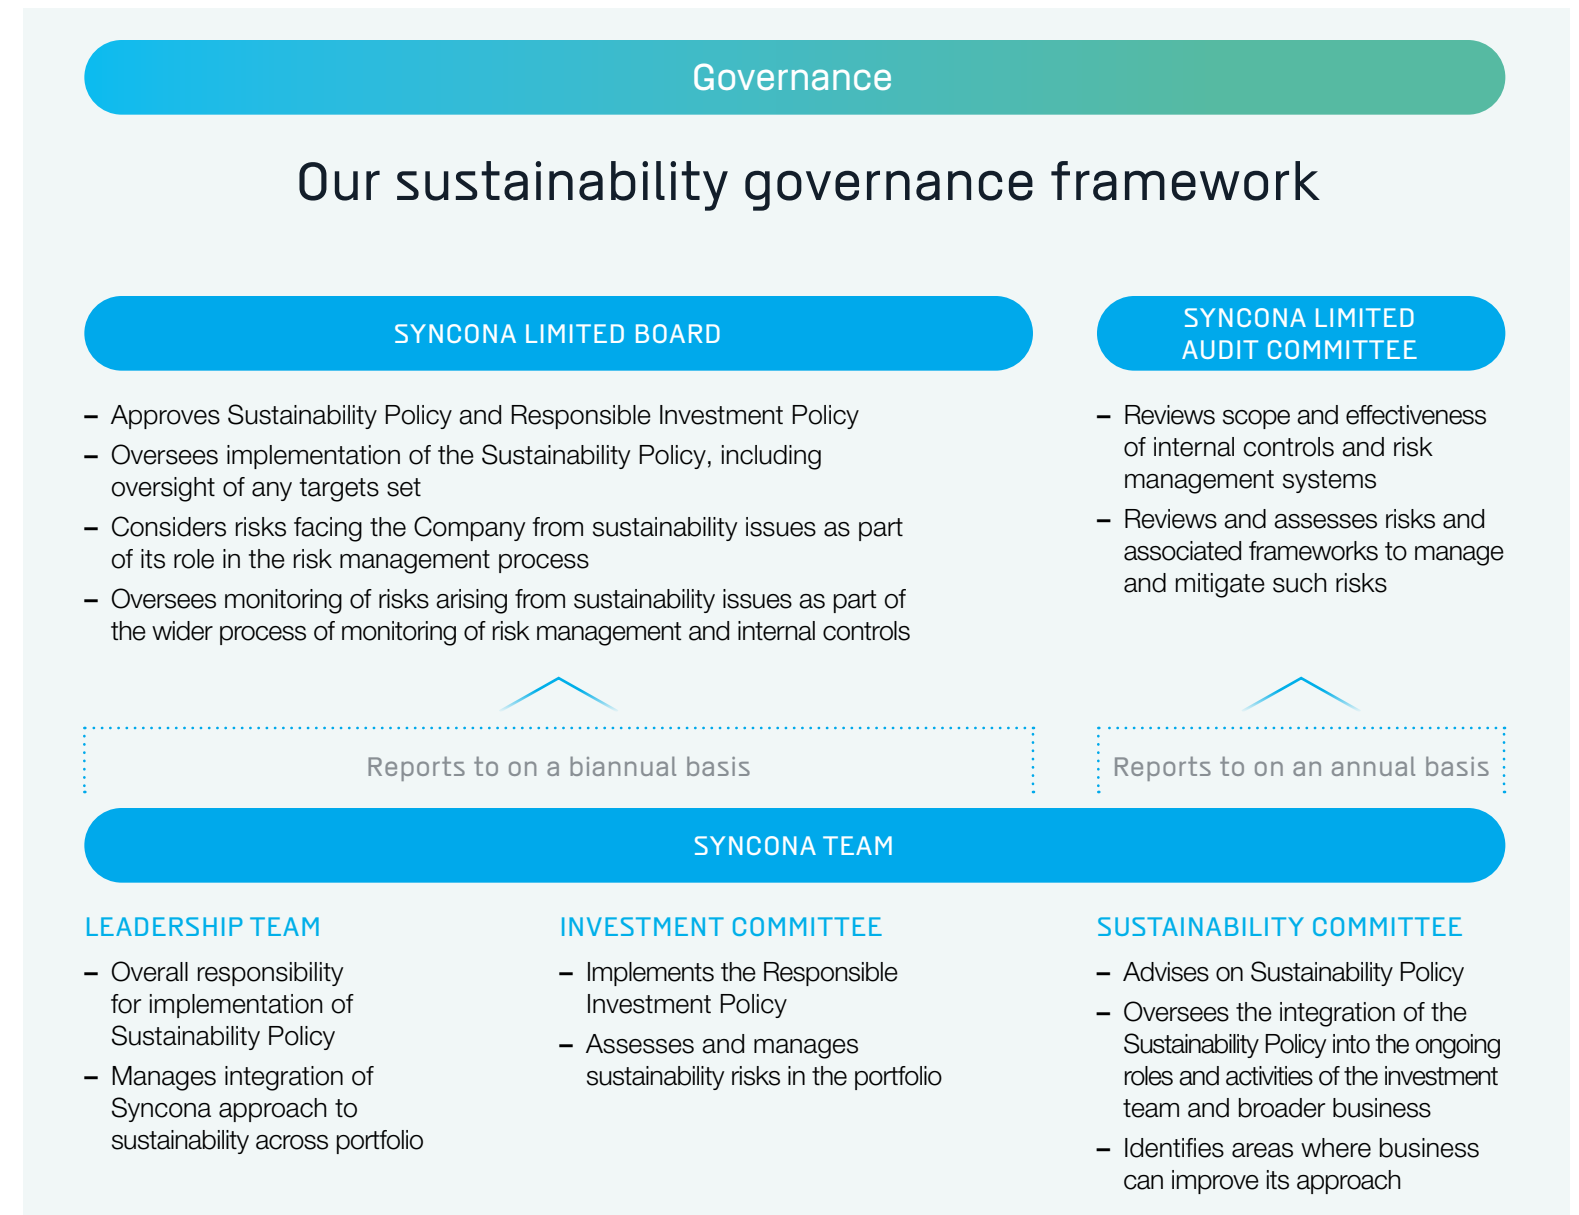 Governance
Our sustainability governance framework
SYNCONA LIMITED BOARD
– Approves Sustainability Policy and Responsible Investment Policy
– Oversees implementation of the Sustainability Policy, including
oversight of any targets set
– Considers risks facing the Company from sustainability issues as part
of its role in the risk management process
– Oversees monitoring of risks arising from sustainability issues as part of
the wider process of monitoring of risk management and internal controls
SYNCONA LIMITED
AUDIT COMMITTEE
– Reviews scope and effectiveness
of internal controls and risk
management systems
– Reviews and assesses risks and
associated frameworks to manage
and mitigate such risks
Reports to on a biannual basis
Reports to on an annual basis
SYNCONA TEAM
LEADERSHIP TEAM
– Overall responsibility
for implementation of
Sustainability Policy
– Manages integration of
Syncona approach to
sustainability across portfolio
INVESTMENT COMMITTEE
– Implements the Responsible
Investment Policy
– Assesses and manages
sustainability risks in the portfolio
SUSTAINABILITY COMMITTEE
– Advises on Sustainability Policy
– Oversees the integration of the
Sustainability Policy into the ongoing
roles and activities of the investment
team and broader business
– Identifies areas where business
can improve its approach